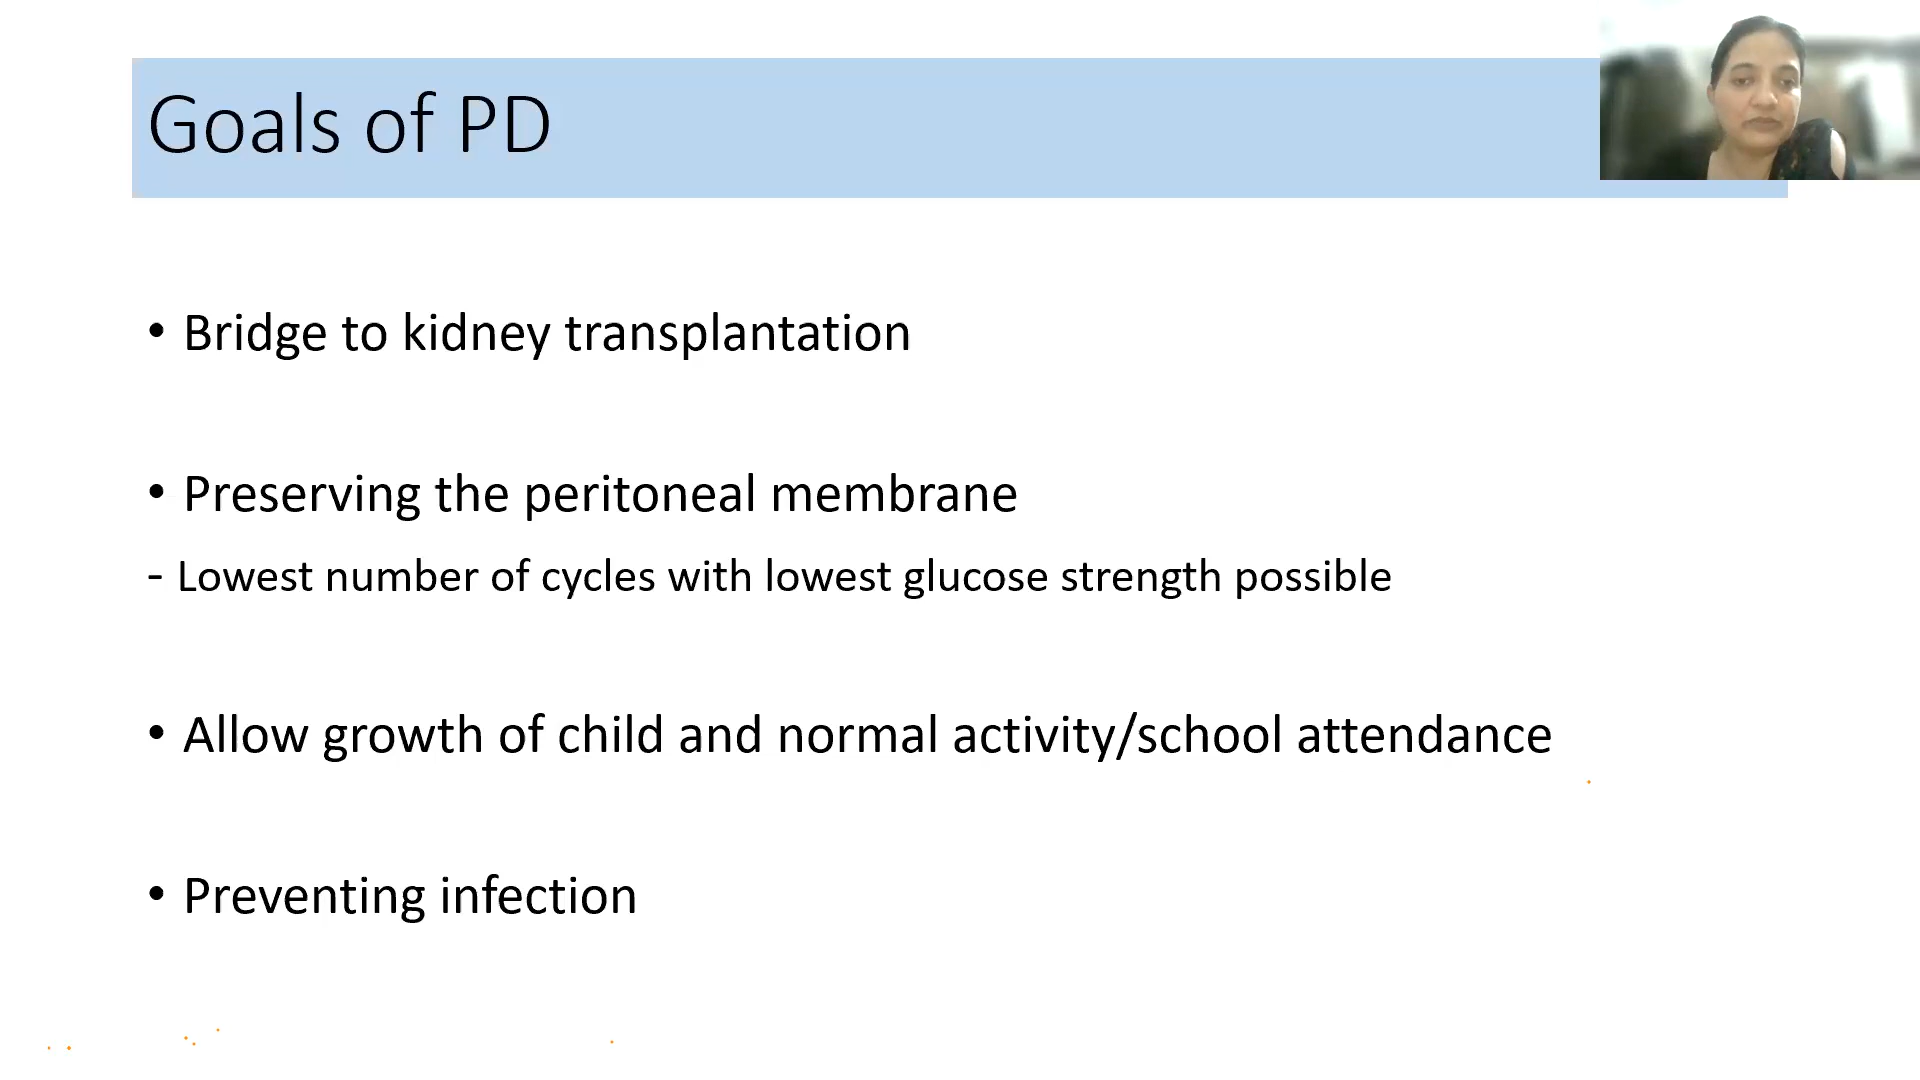 Goals of PD
• Bridge to kidney transplantation
• Preserving the peritoneal membrane
- Lowest number of cycles with lowest glucose strength possible
• Allow growth of child and normal activity/school attendance
• Preventing infection